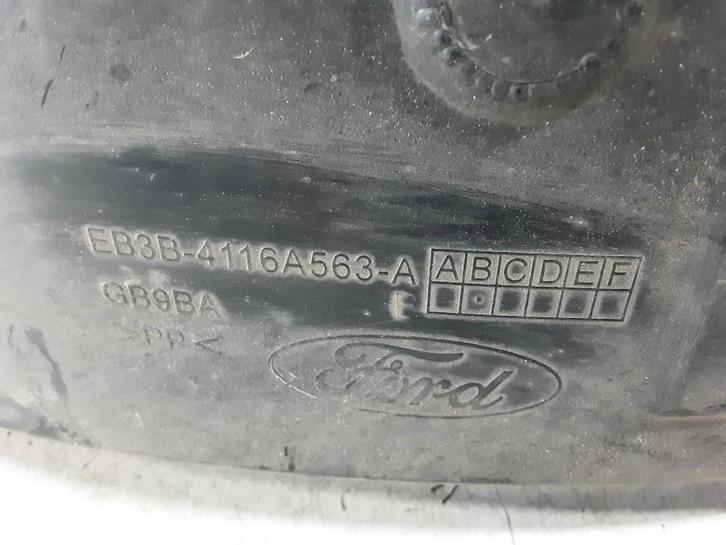 EB3B-4116A563-A ABCDEF
GB9BA F
>PP<
Ford